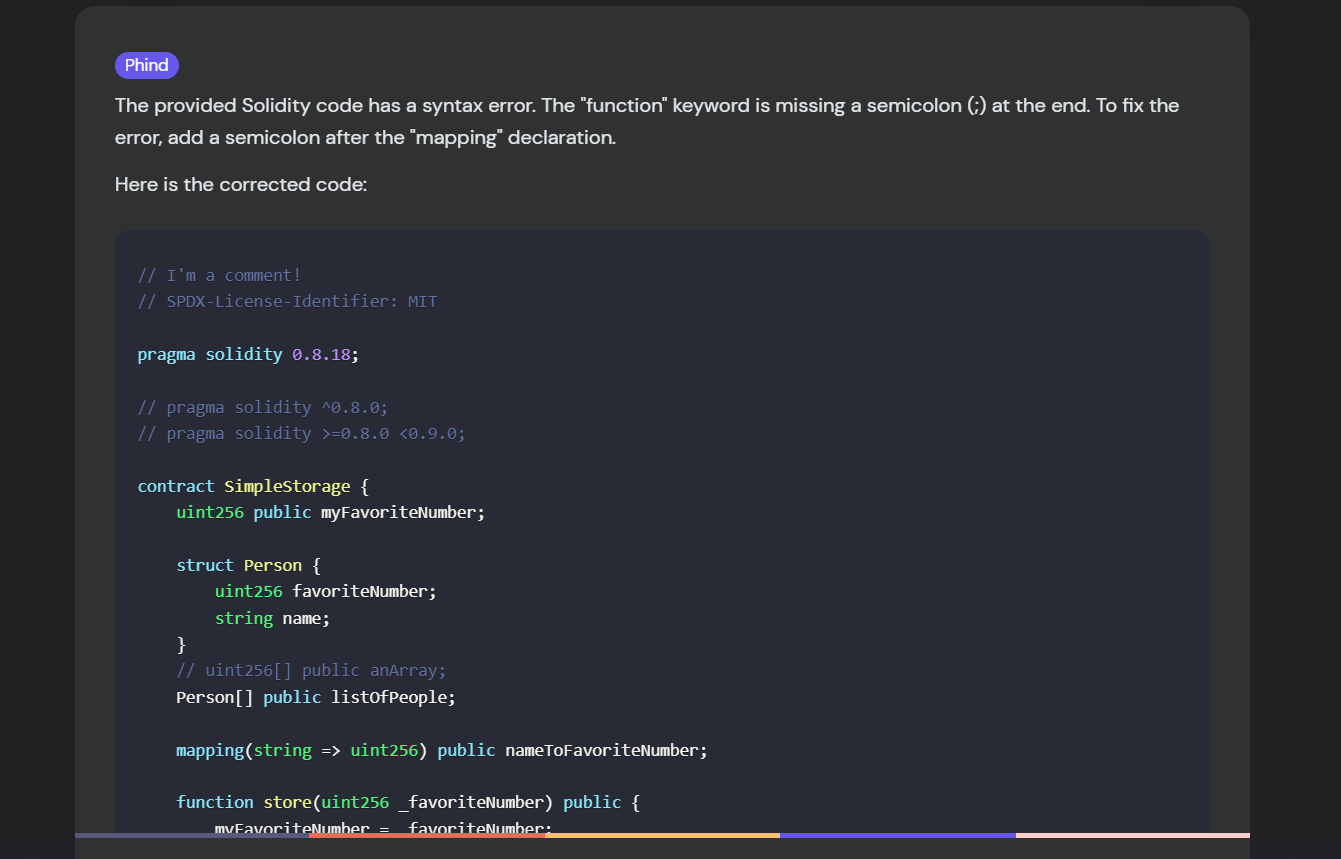 Phind
The provided Solidity code has a syntax error. The "function" keyword is missing a semicolon (;) at the end. To fix the
error, add a semicolon after the "mapping" declaration.
Here is the corrected code:
// I'm a comment!
// SPDX-License-Identifier: MIT
pragma solidity 0.8.18;
// pragma solidity ^0.8.0;
// pragma solidity >=0.8.0 <0.9.0;
contract SimpleStorage {
    uint256 public myFavoriteNumber;
    struct Person {
        uint256 favoriteNumber;
        string name;
    }
    // uint256[] public anArray;
    Person[] public listOfPeople;
    mapping(string => uint256) public nameToFavoriteNumber;
    function store(uint256 _favoriteNumber) public {
        myFavoriteNumber = _favoriteNumber;